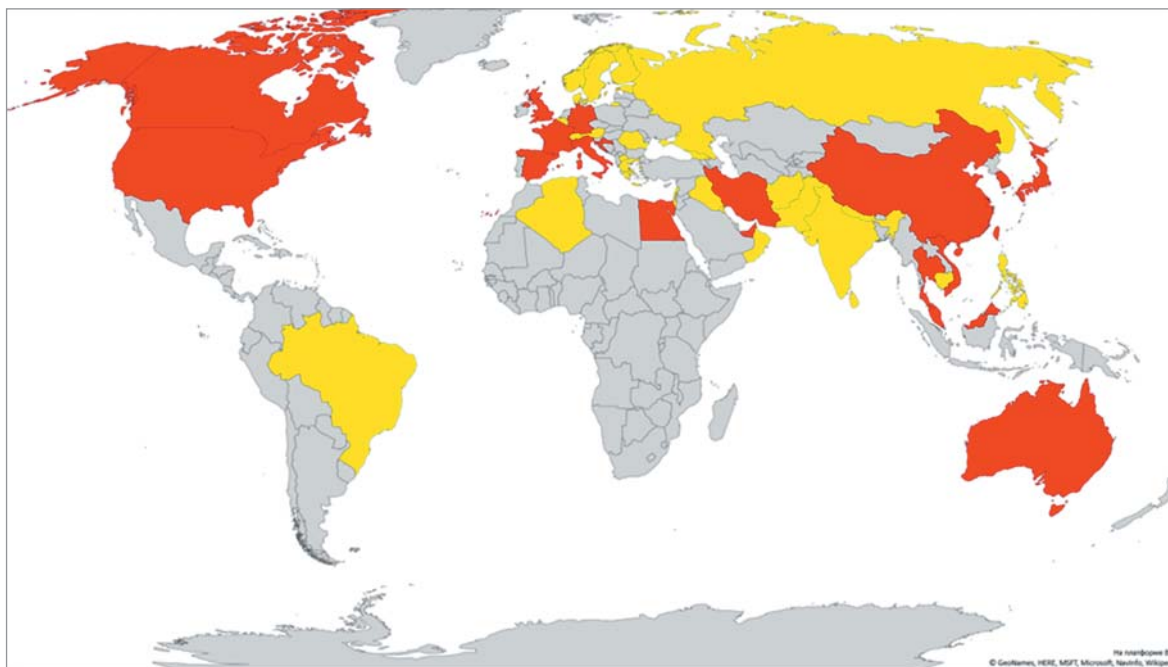 На платформе
© GeoNames, HERE, MSFT, Microsoft, NavInfo,